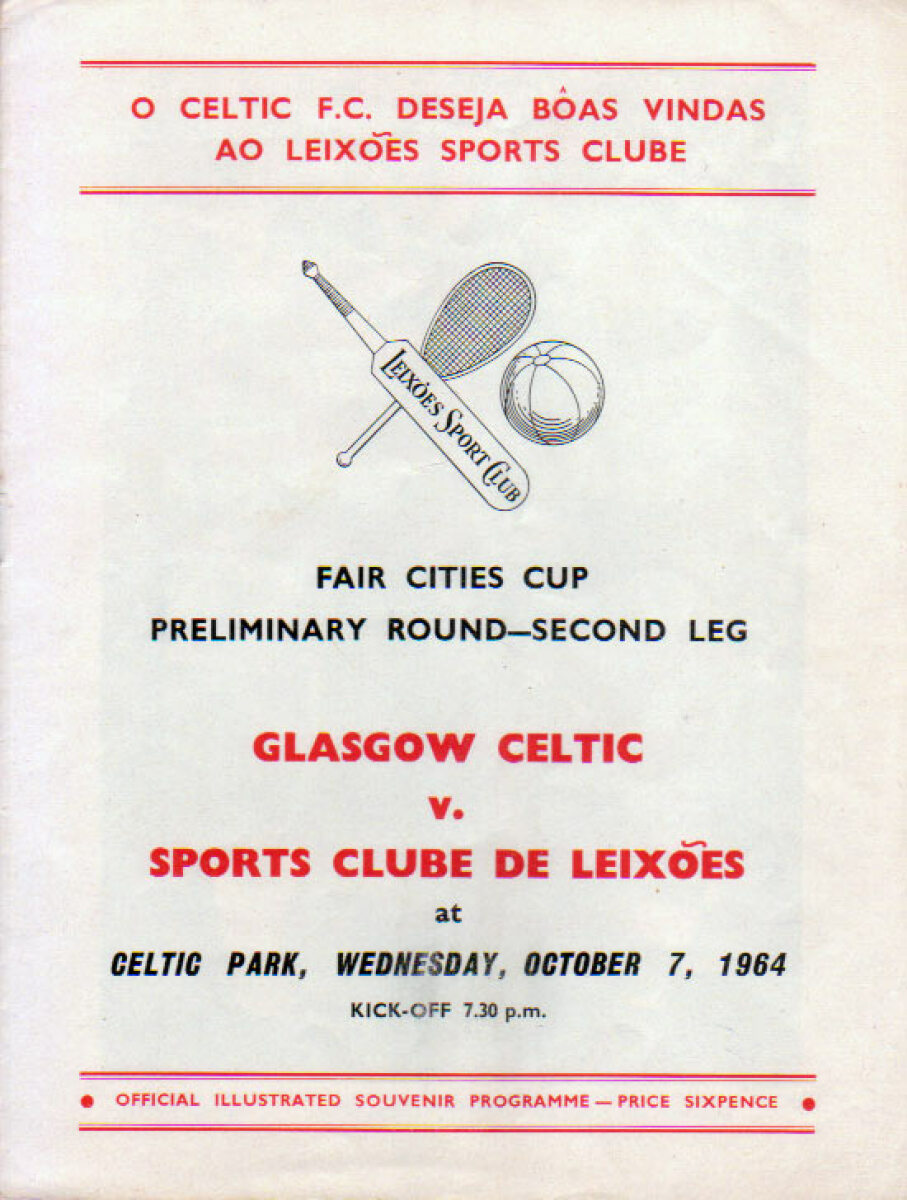 O CELTIC F.C. DESEJA BÔAS VINDAS
AO LEIXÕES SPORTS CLUBE
LEIXÕES SPORT CLUB
FAIR CITIES CUP
PRELIMINARY ROUND—SECOND LEG
GLASGOW CELTIC
v.
SPORTS CLUBE DE LEIXÕES
at
CELTIC PARK, WEDNESDAY, OCTOBER 7, 1964
KICK-OFF 7.30 p.m.
• OFFICIAL ILLUSTRATED SOUVENIR PROGRAMME — PRICE SIXPENCE •